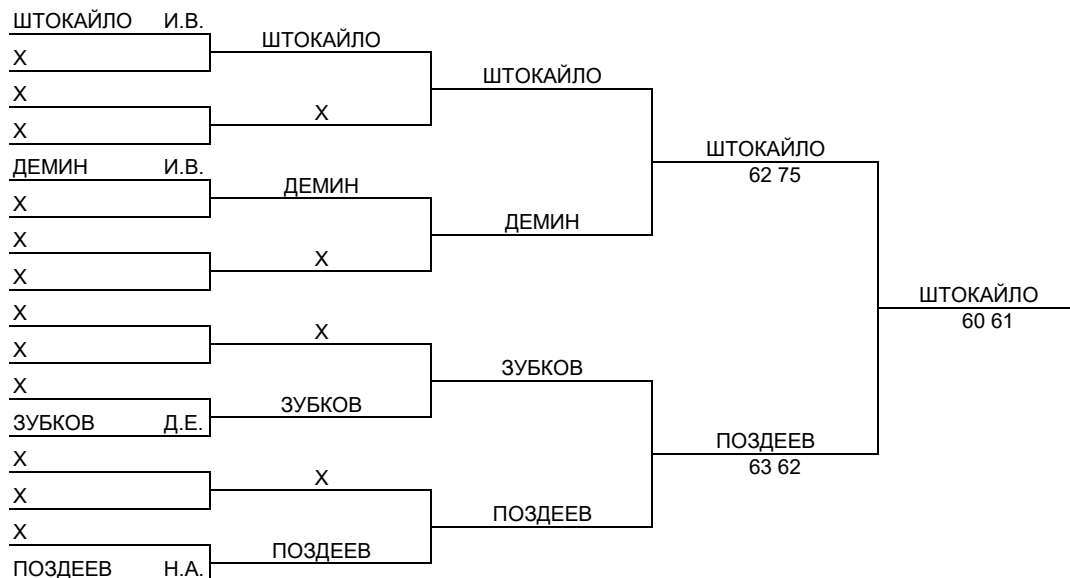 ШТОКАЙЛО И.В.
Х
Х
Х
ДЕМИН И.В.
Х
Х
Х
Х
Х
Х
ЗУБКОВ Д.Е.
Х
Х
Х
ПОЗДЕЕВ Н.А.
ШТОКАЙЛО
Х
ДЕМИН
Х
Х
ЗУБКОВ
Х
ПОЗДЕЕВ
ШТОКАЙЛО
ДЕМИН
ЗУБКОВ
ПОЗДЕЕВ
ШТОКАЙЛО
62 75
ПОЗДЕЕВ
63 62
ШТОКАЙЛО
60 61